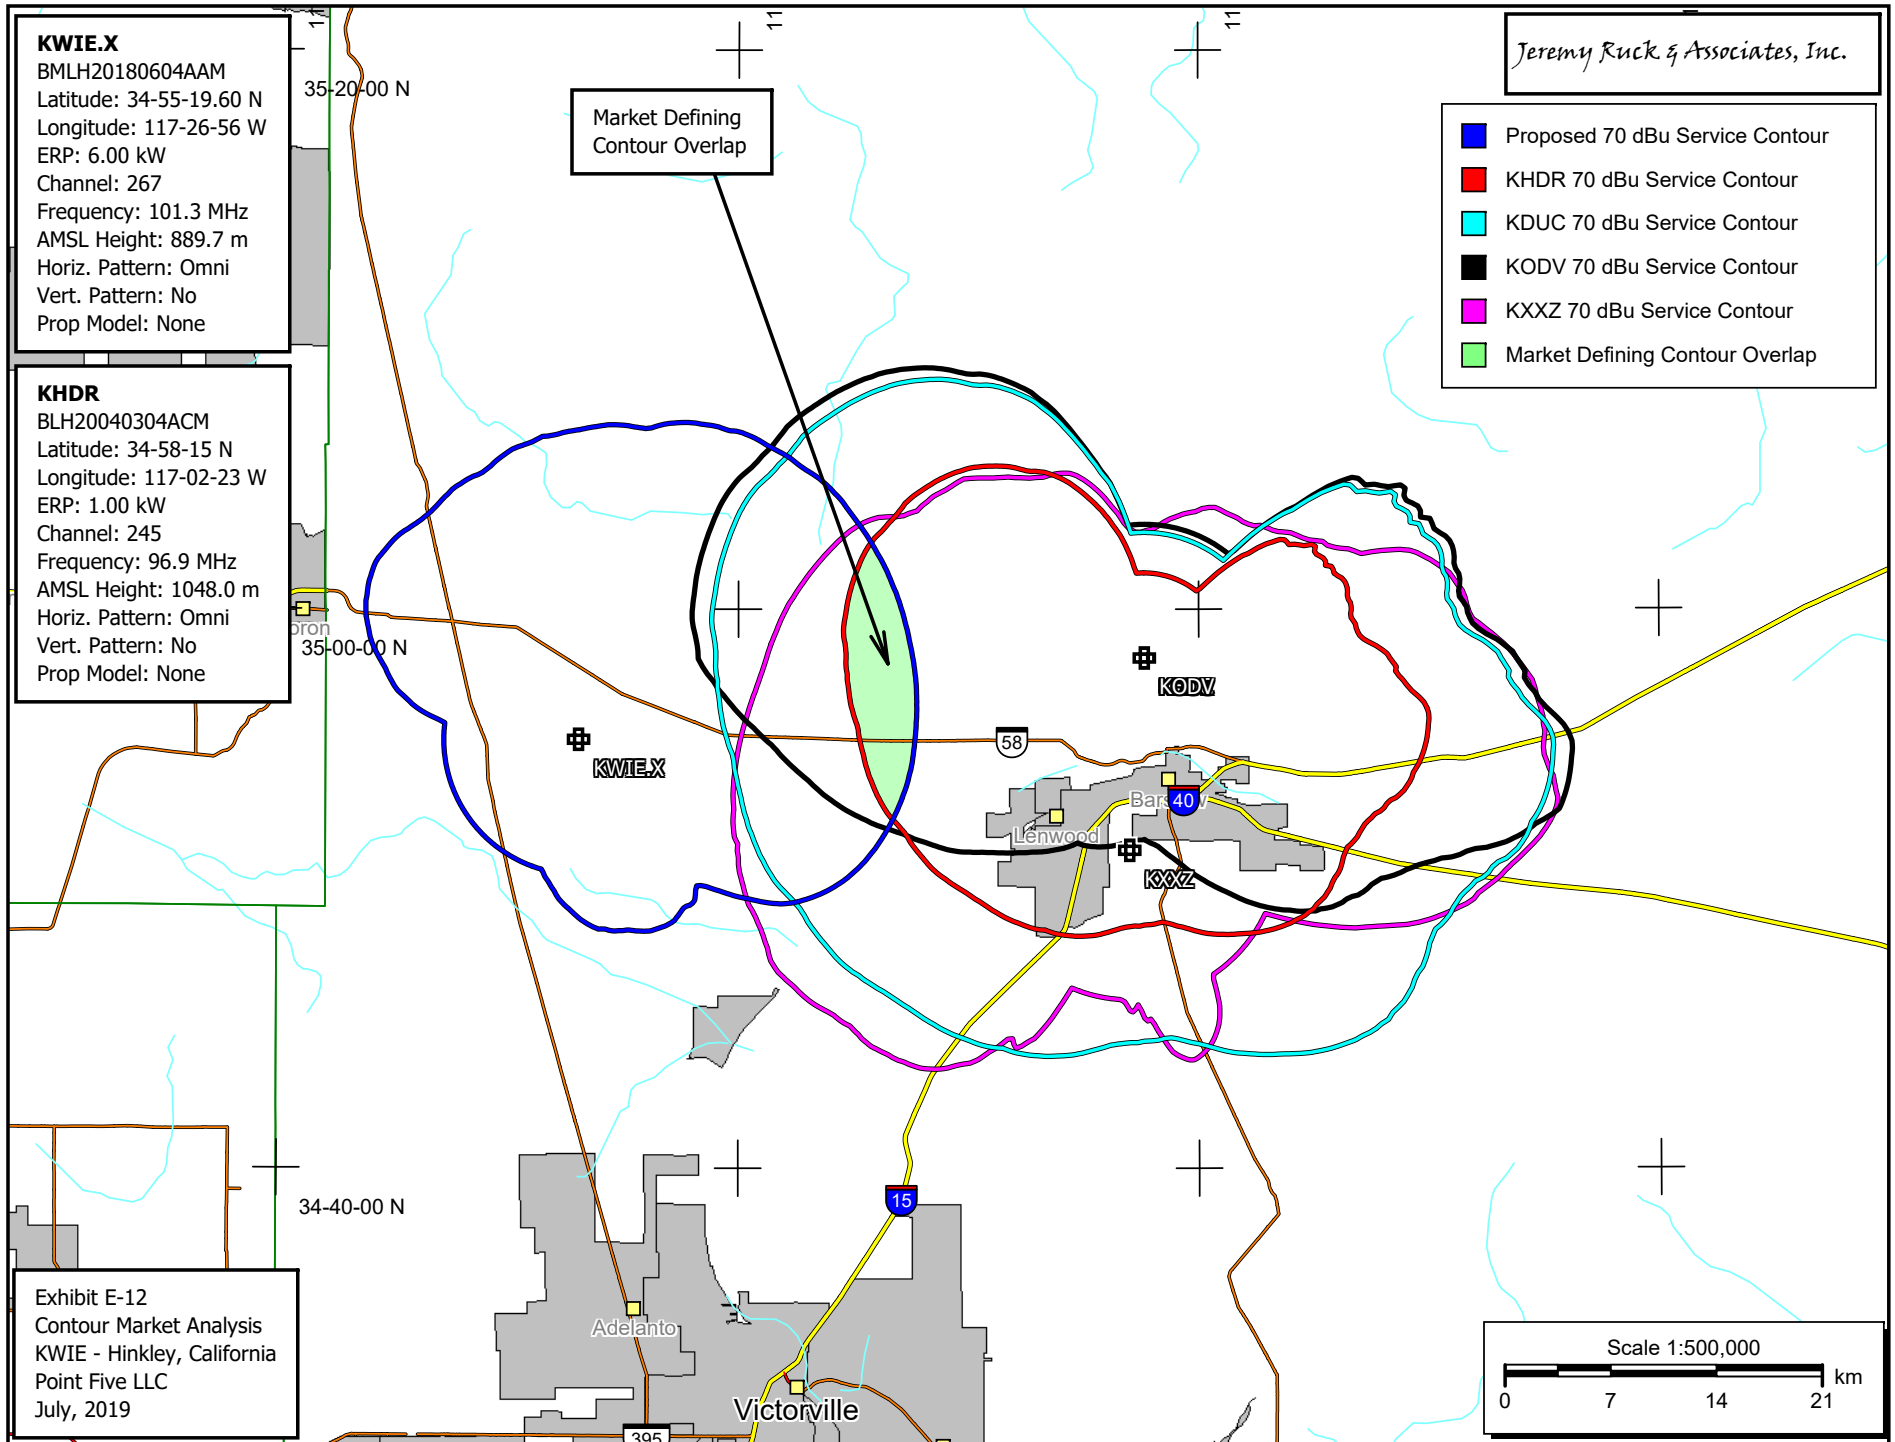 KWIE.X
BMLH20180604AAM
Latitude: 34-55-19.60 N
Longitude: 117-26-56 W
ERP: 6.00 kW
Channel: 267
Frequency: 101.3 MHz
AMSL Height: 889.7 m
Horiz. Pattern: Omni
Vert. Pattern: No
Prop Model: None
KHDR
BLH20040304ACM
Latitude: 34-58-15 N
Longitude: 117-02-23 W
ERP: 1.00 kW
Channel: 245
Frequency: 96.9 MHz
AMSL Height: 1048.0 m
Horiz. Pattern: Omni
Vert. Pattern: No
Prop Model: None
11
11
11
35-20-00 N
Market Defining
Contour Overlap
Jeremy Ruck & Associates, Inc.
Proposed 70 dBu Service Contour
KHDR 70 dBu Service Contour
KDUC 70 dBu Service Contour
KODV 70 dBu Service Contour
KXXZ 70 dBu Service Contour
Market Defining Contour Overlap
oron
35-00-00 N
KODV
KWIE.X
58
40
Lenwood
KXXZ
34-40-00 N
15
Adelanto
Victorville
395
Exhibit E-12
Contour Market Analysis
KWIE - Hinkley, California
Point Five LLC
July, 2019
Scale 1:500,000
km
0 7 14 21